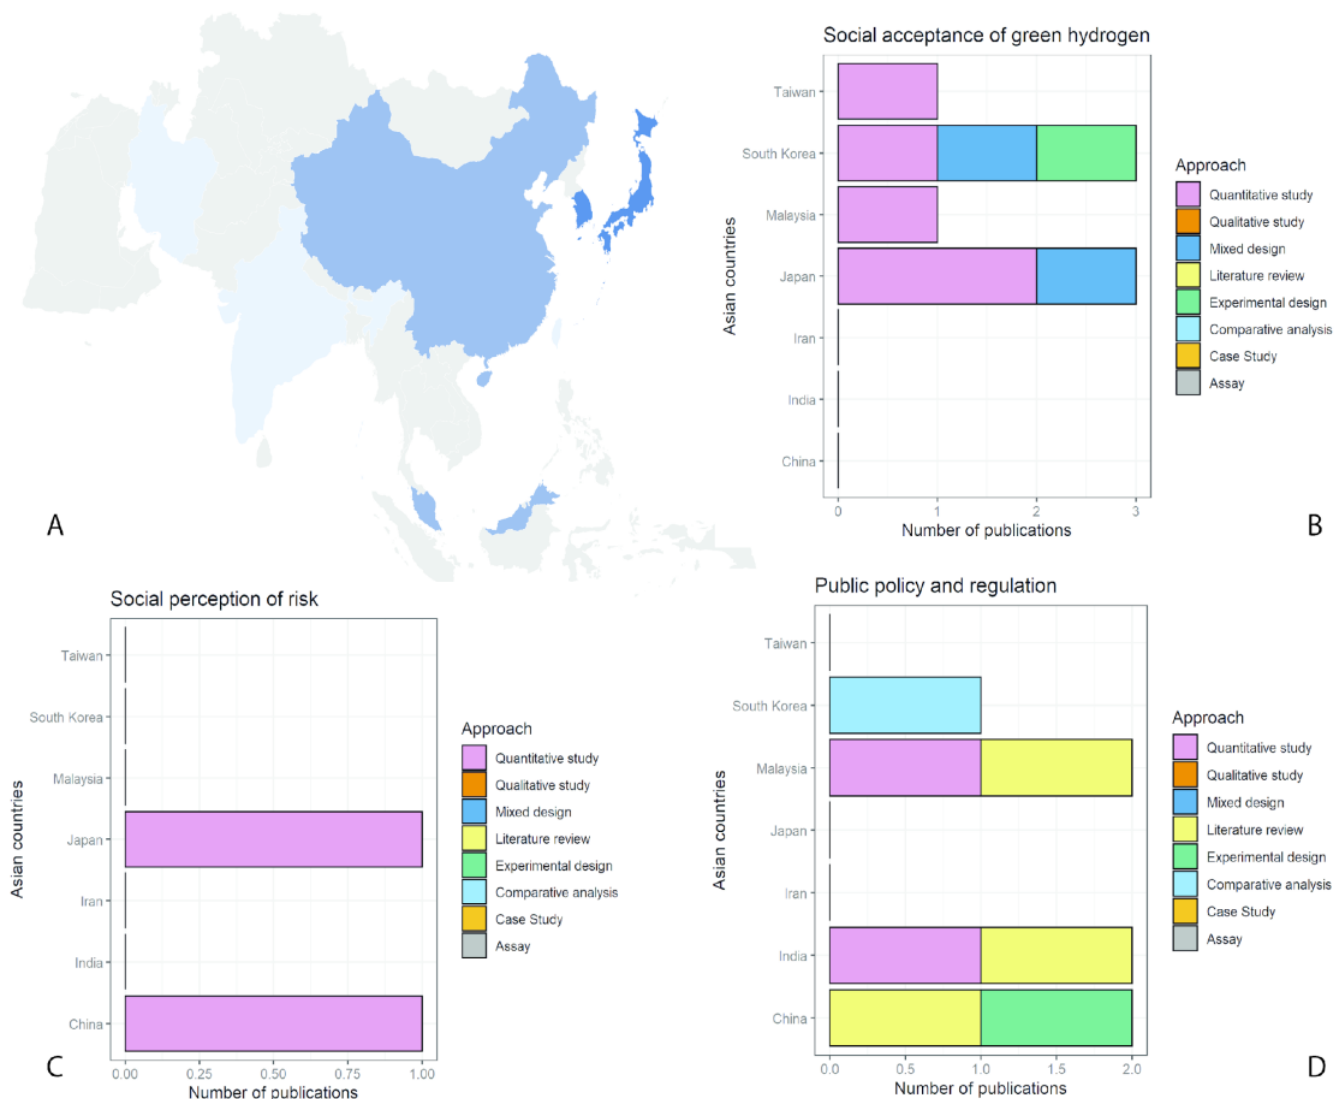 A
Social acceptance of green hydrogen
Asian countries
Taiwan
South Korea
Malaysia
Japan
Iran
India
China
0 1 2 3
Number of publications
Approach
Quantitative study
Qualitative study
Mixed design
Literature review
Experimental design
Comparative analysis
Case Study
Assay
B
Social perception of risk
Asian countries
Taiwan
South Korea
Malaysia
Japan
Iran
India
China
0.00 0.25 0.50 0.75 1.00
Number of publications
Approach
Quantitative study
Qualitative study
Mixed design
Literature review
Experimental design
Comparative analysis
Case Study
Assay
C
Public policy and regulation
Asian countries
Taiwan
South Korea
Malaysia
Japan
Iran
India
China
0.0 0.5 1.0 1.5 2.0
Number of publications
Approach
Quantitative study
Qualitative study
Mixed design
Literature review
Experimental design
Comparative analysis
Case Study
Assay
D